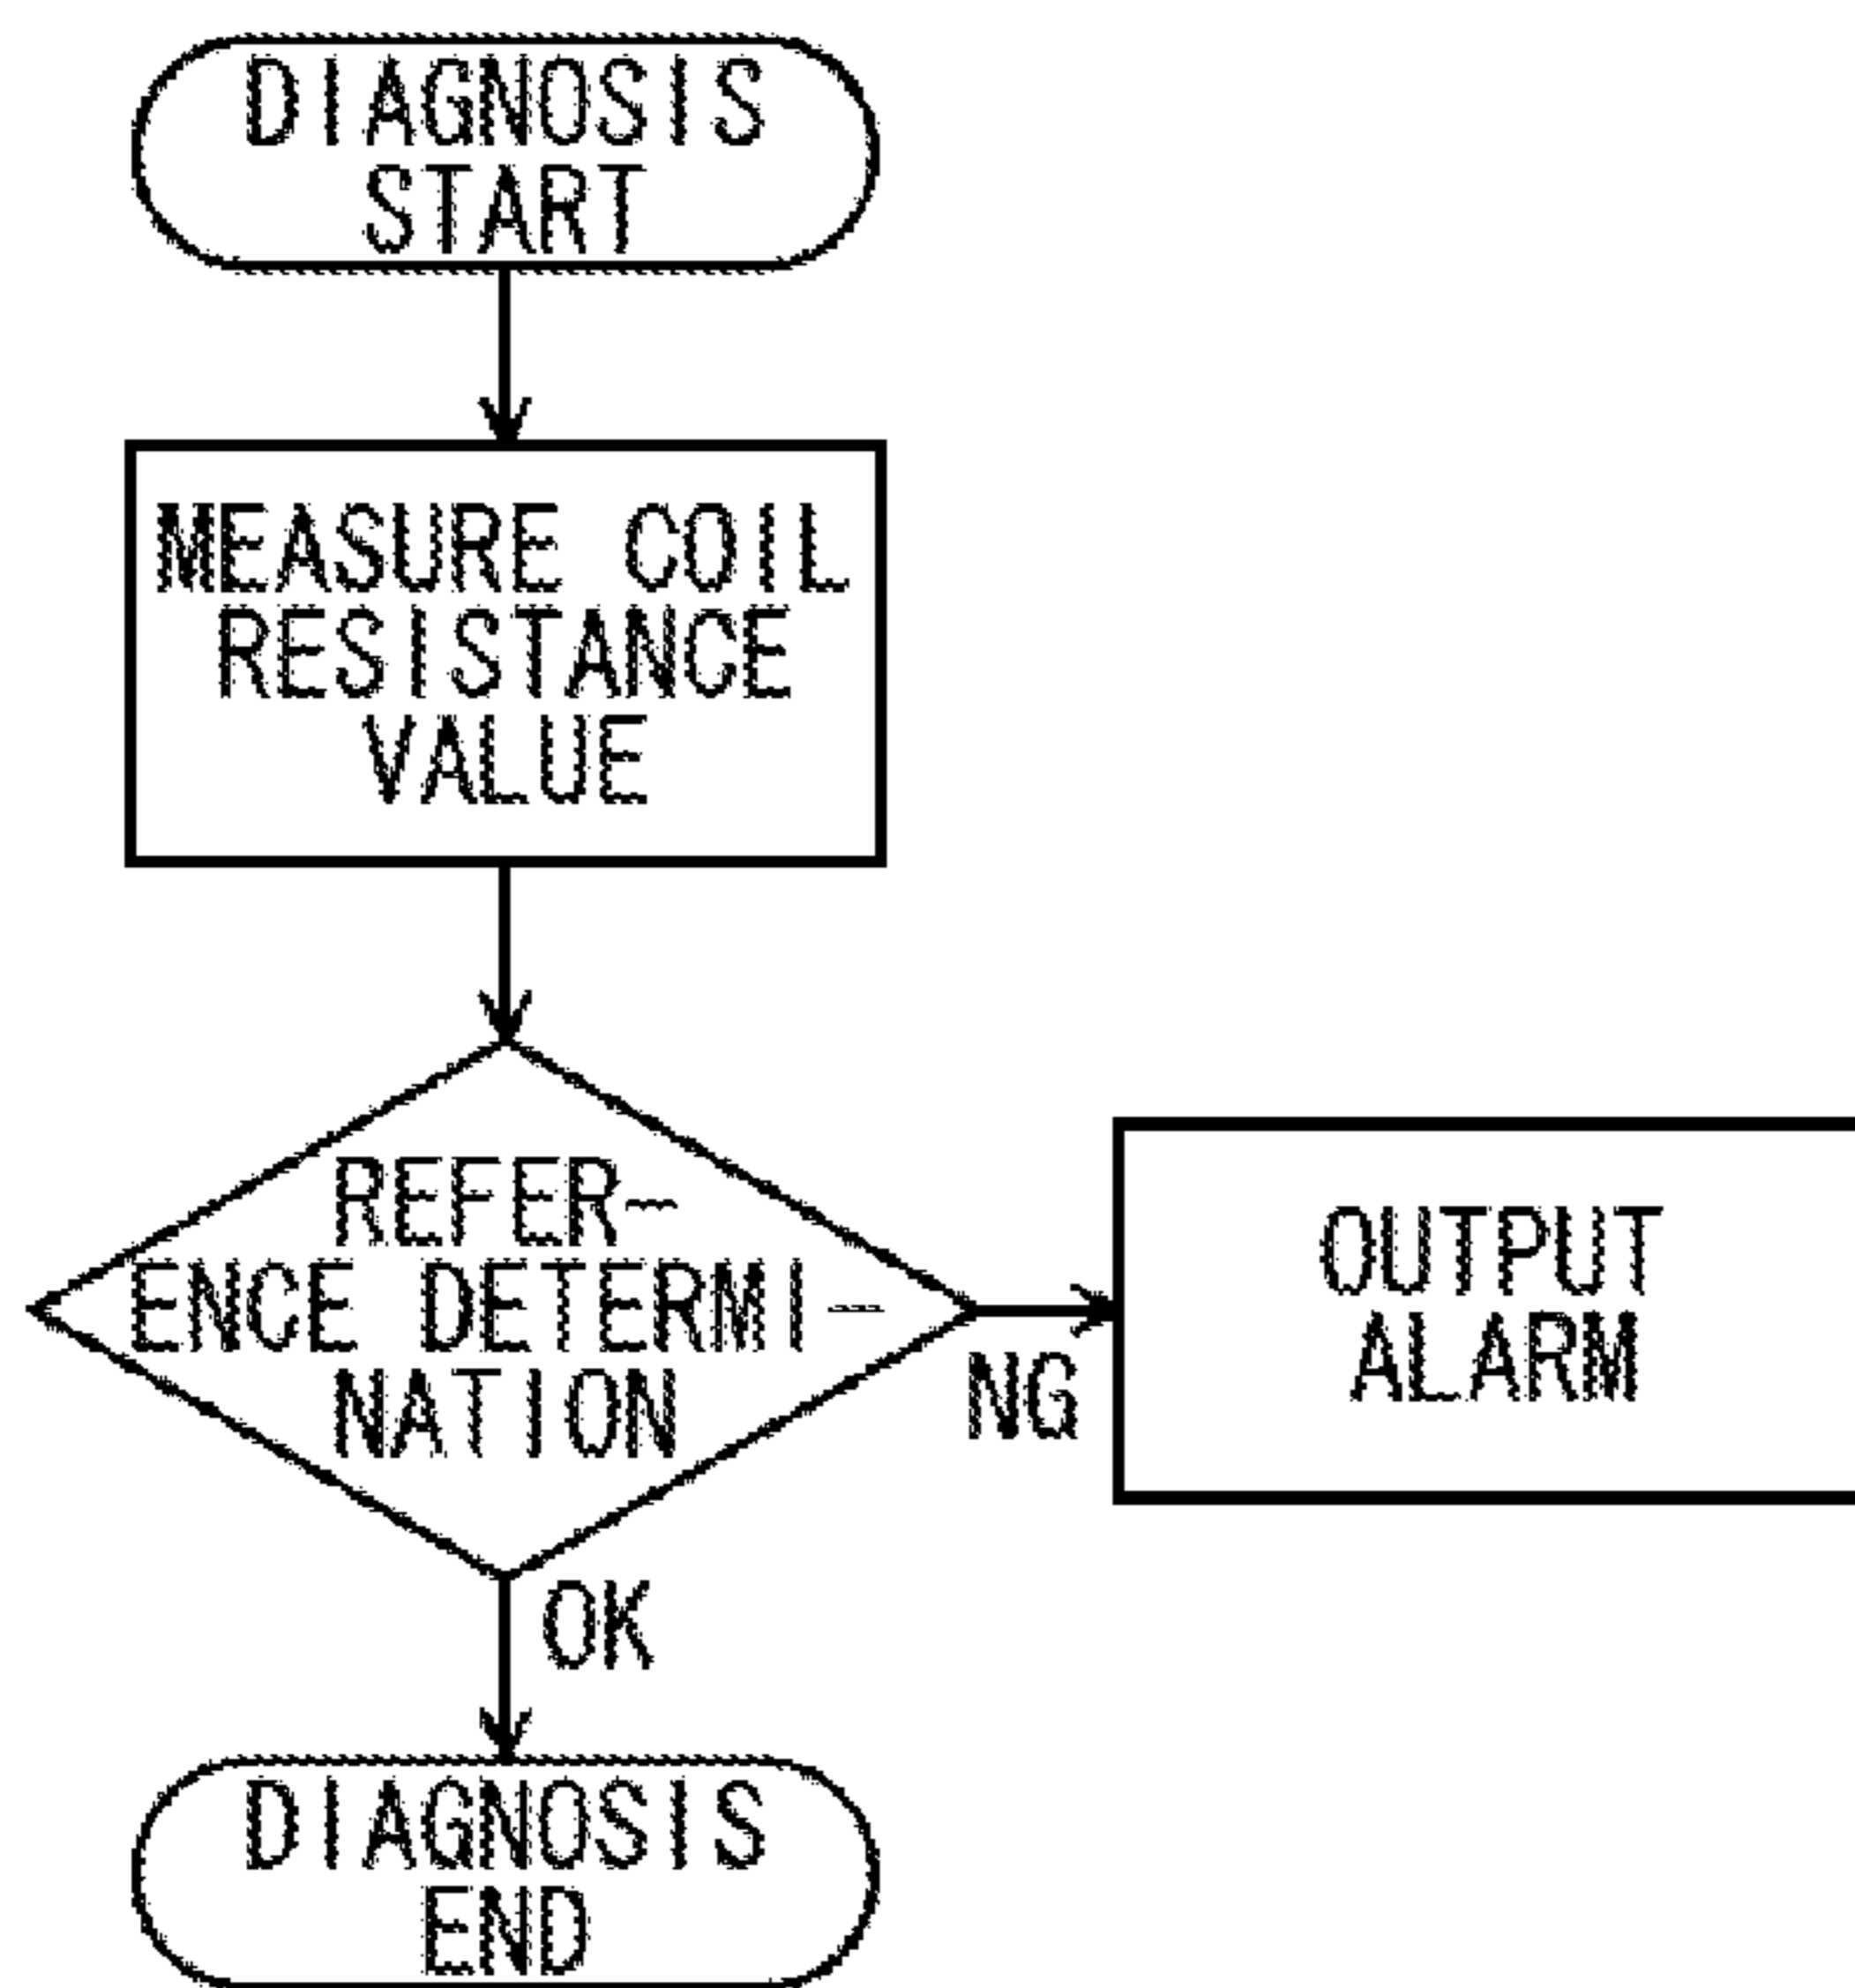 DIAGNOSIS
START
MEASURE COIL
RESISTANCE
VALUE
REFER-
ENCE DETERMI-
NATION
NG
OUTPUT
ALARM
OK
DIAGNOSIS
END